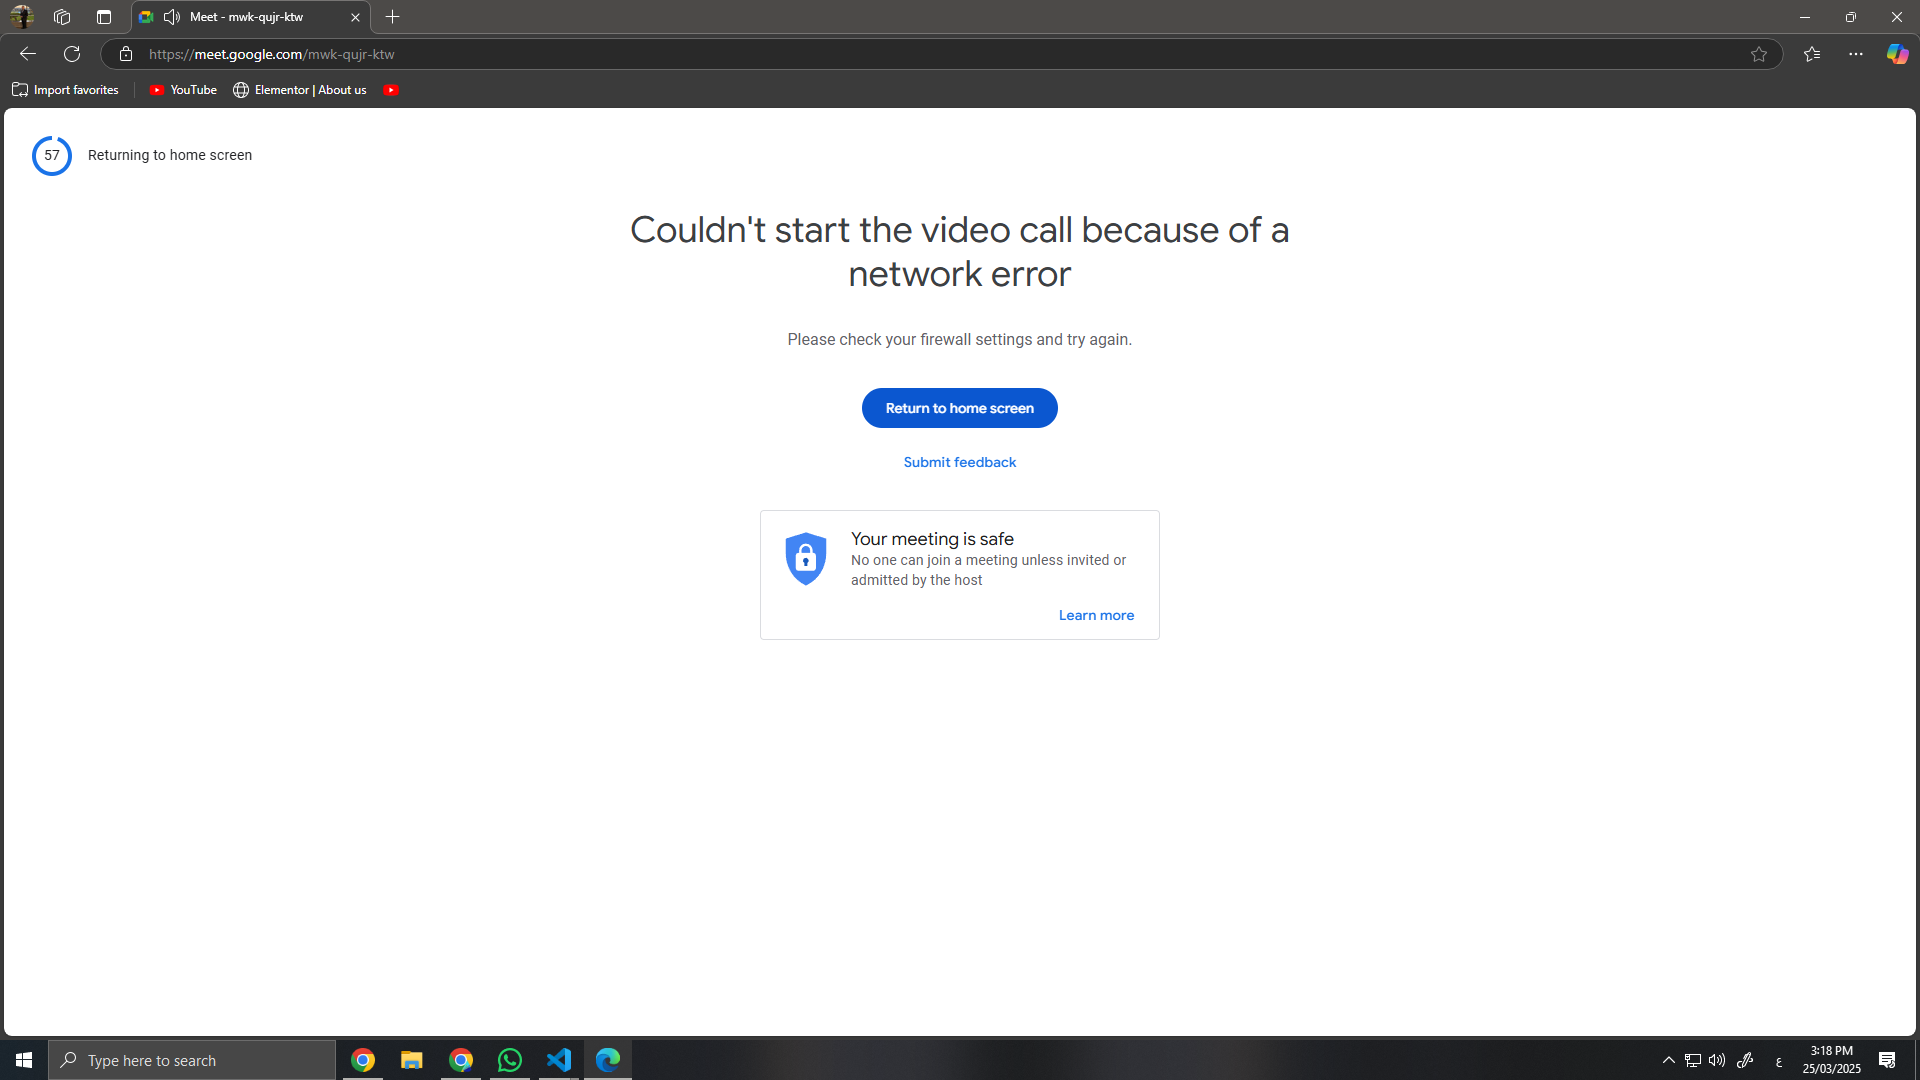 Meet - mwk-qujr-ktw
https://meet.google.com/mwk-qujr-ktw
Import favorites
YouTube
Elementor | About us
57
Returning to home screen
Couldn't start the video call because of a
network error
Please check your firewall settings and try again.
Return to home screen
Submit feedback
Your meeting is safe
No one can join a meeting unless invited or
admitted by the host
Learn more
Type here to search
ع
3:18 PM
25/03/2025